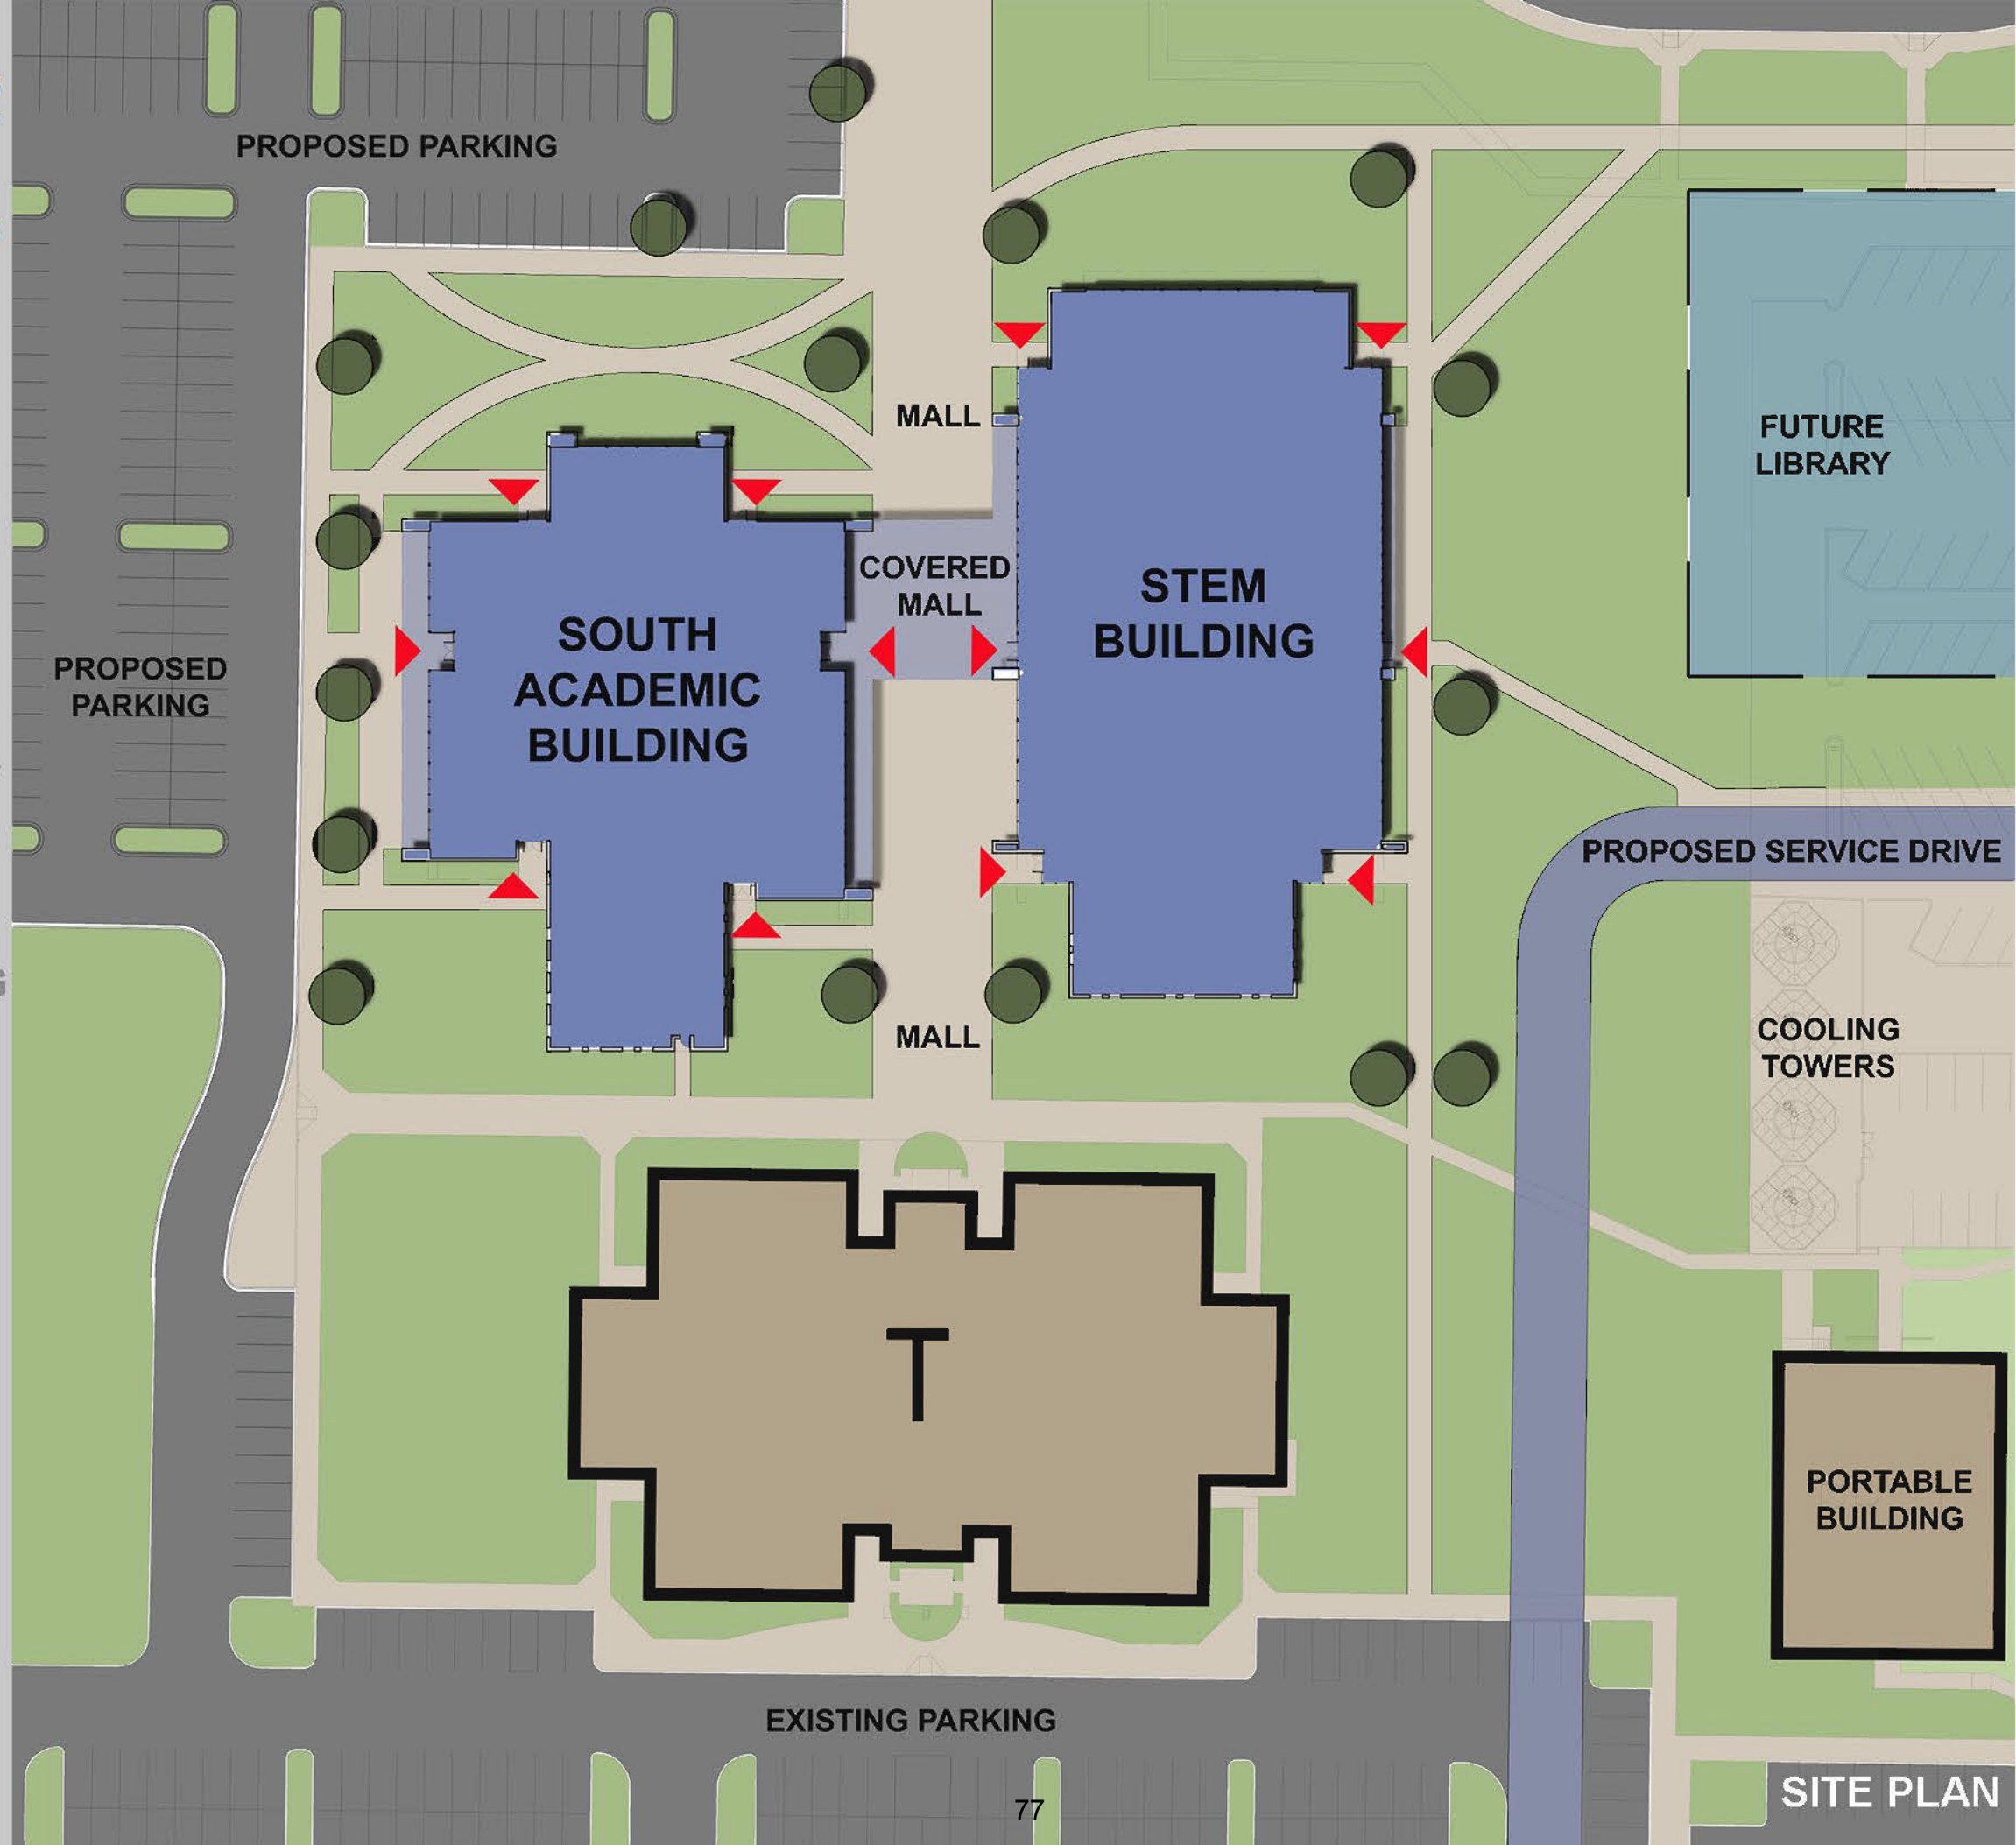 PROPOSED PARKING
MALL
FUTURE
LIBRARY
COVERED
MALL
STEM
BUILDING
SOUTH
ACADEMIC
BUILDING
PROPOSED
PARKING
PROPOSED SERVICE DRIVE
MALL
COOLING
TOWERS
T
PORTABLE
BUILDING
EXISTING PARKING
SITE PLAN
77